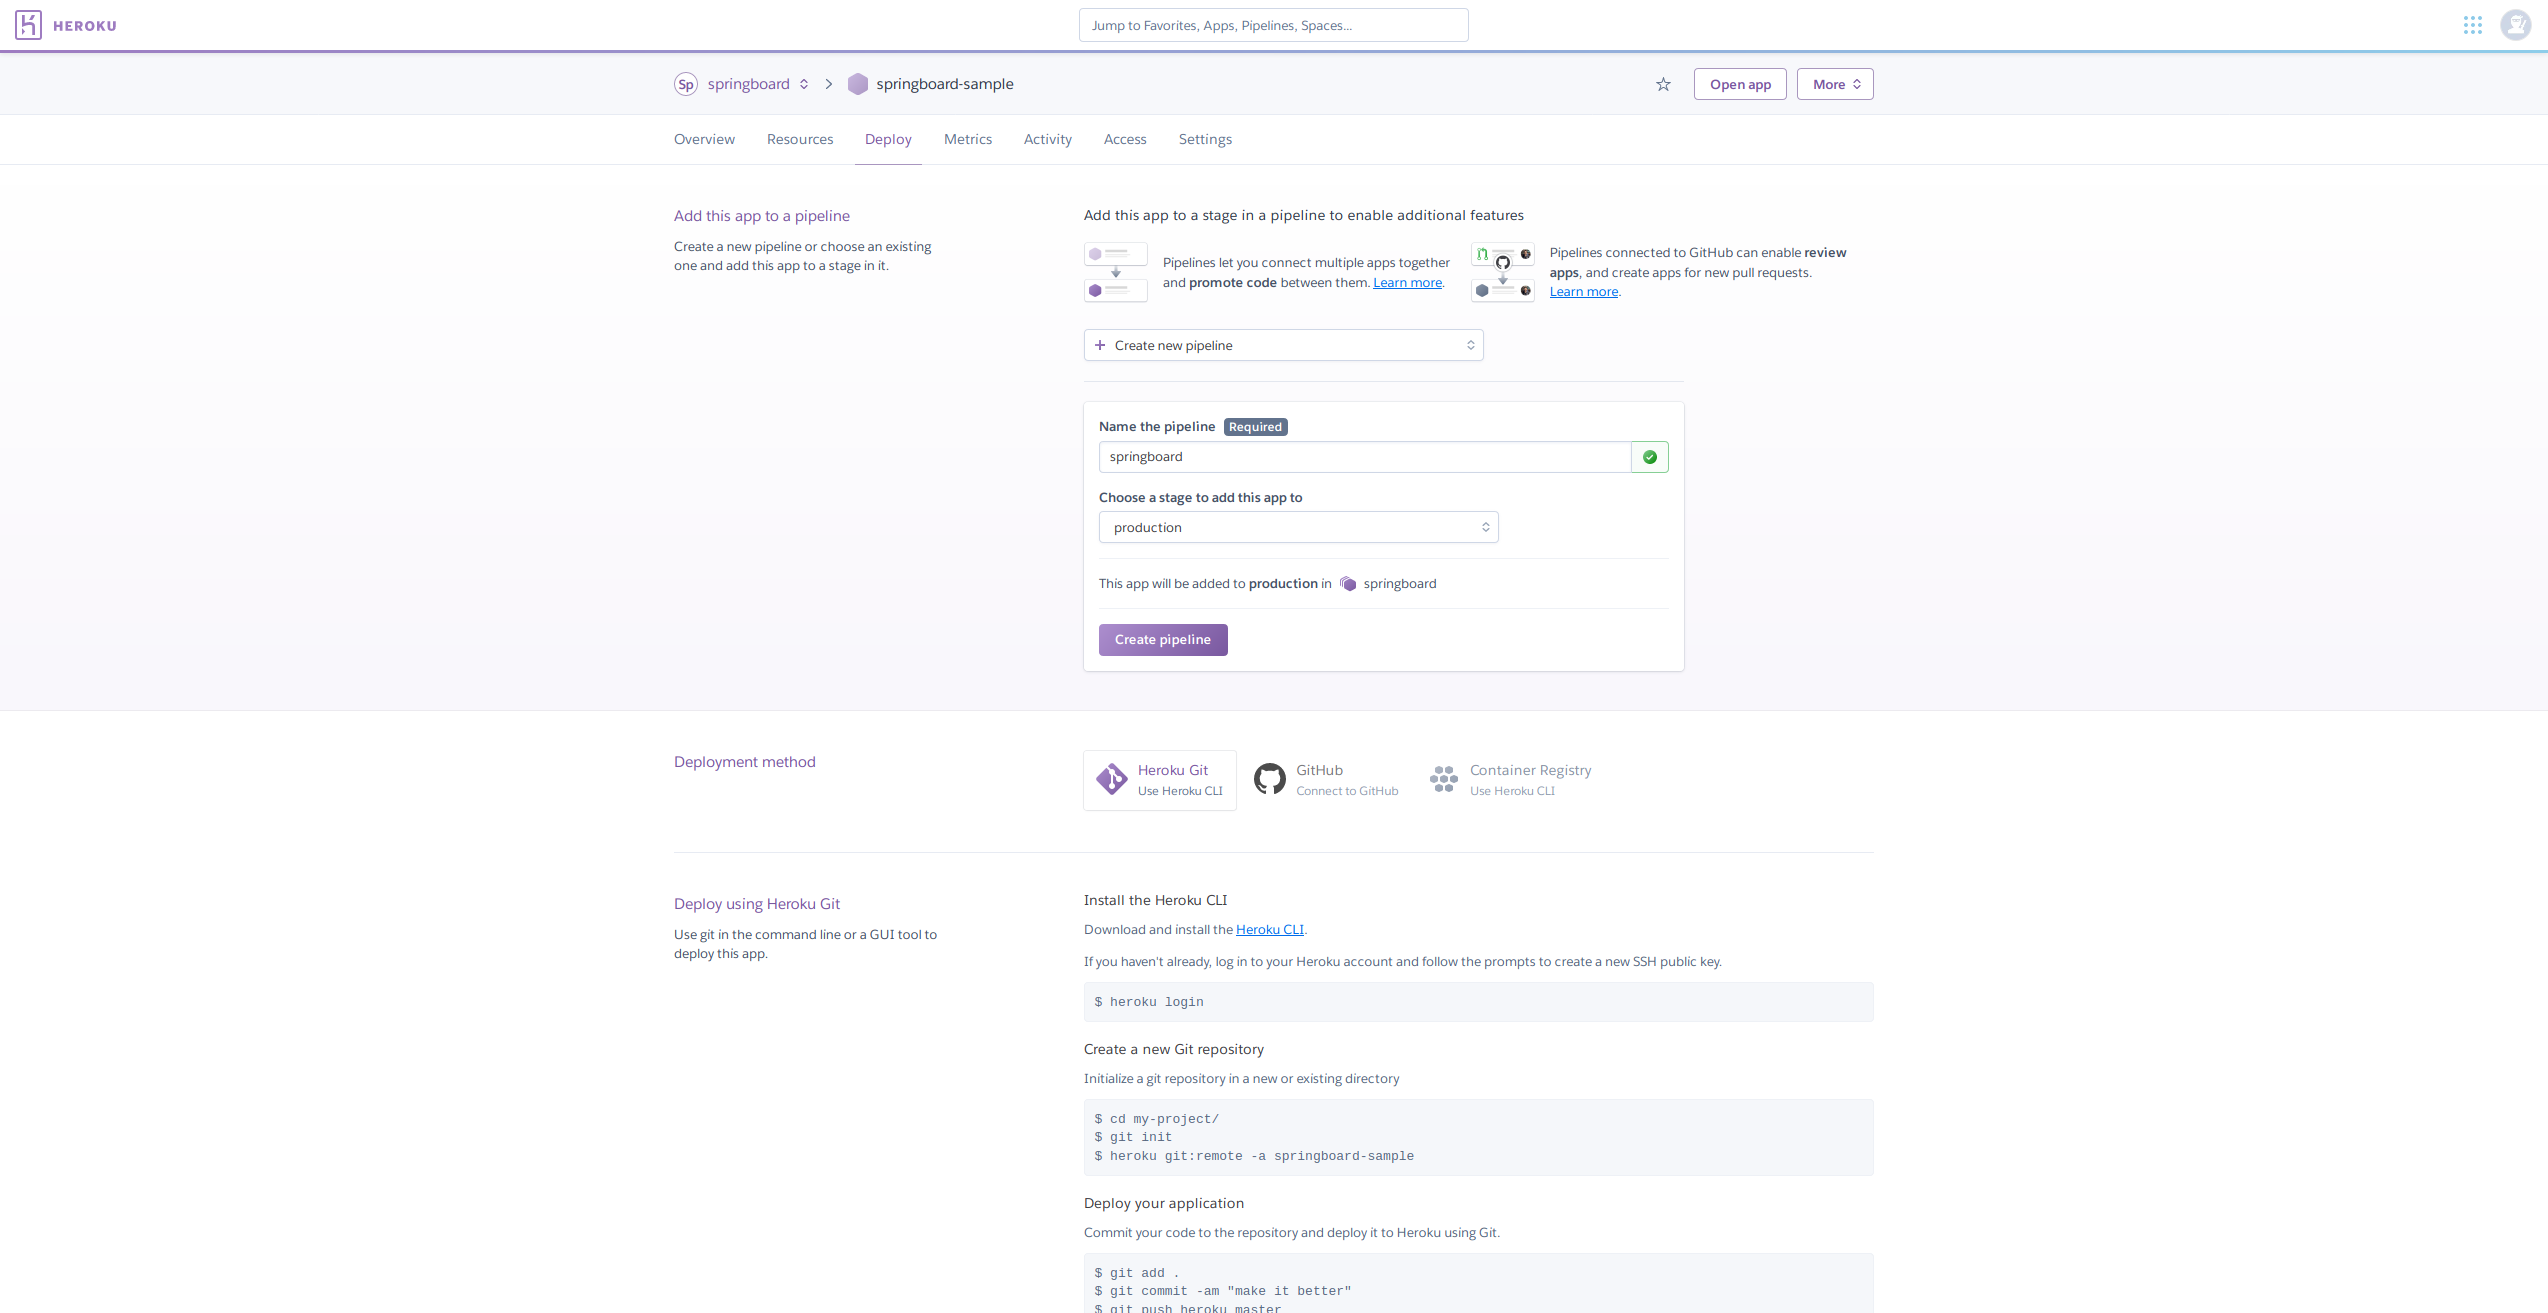 HEROKU
Jump to Favorites, Apps, Pipelines, Spaces...
Sp springboard springboard-sample
Open app
More
Overview Resources Deploy Metrics Activity Access Settings
Add this app to a pipeline
Create a new pipeline or choose an existing
one and add this app to a stage in it.
Add this app to a stage in a pipeline to enable additional features
Pipelines let you connect multiple apps together
and promote code between them. Learn more.
Pipelines connected to GitHub can enable review
apps, and create apps for new pull requests.
Learn more.
Create new pipeline
Name the pipeline Required
springboard
Choose a stage to add this app to
production
This app will be added to production in springboard
Create pipeline
Deployment method
Heroku Git
Use Heroku CLI
GitHub
Connect to GitHub
Container Registry
Use Heroku CLI
Deploy using Heroku Git
Use git in the command line or a GUI tool to
deploy this app.
Install the Heroku CLI
Download and install the Heroku CLI.
If you haven't already, log in to your Heroku account and follow the prompts to create a new SSH public key.
$ heroku login
Create a new Git repository
Initialize a git repository in a new or existing directory
$ cd my-project/
$ git init
$ heroku git:remote -a springboard-sample
Deploy your application
Commit your code to the repository and deploy it to Heroku using Git.
$ git add .
$ git commit -am "make it better"
$ git push heroku master